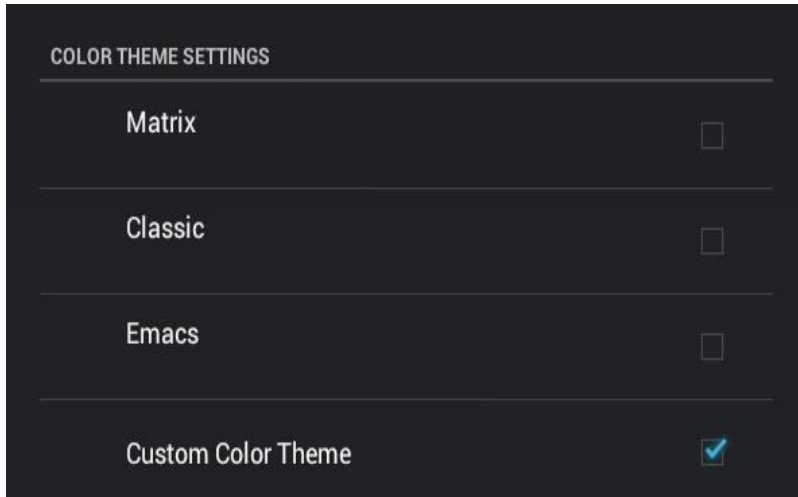 COLOR THEME SETTINGS
Matrix
Classic
Emacs
Custom Color Theme